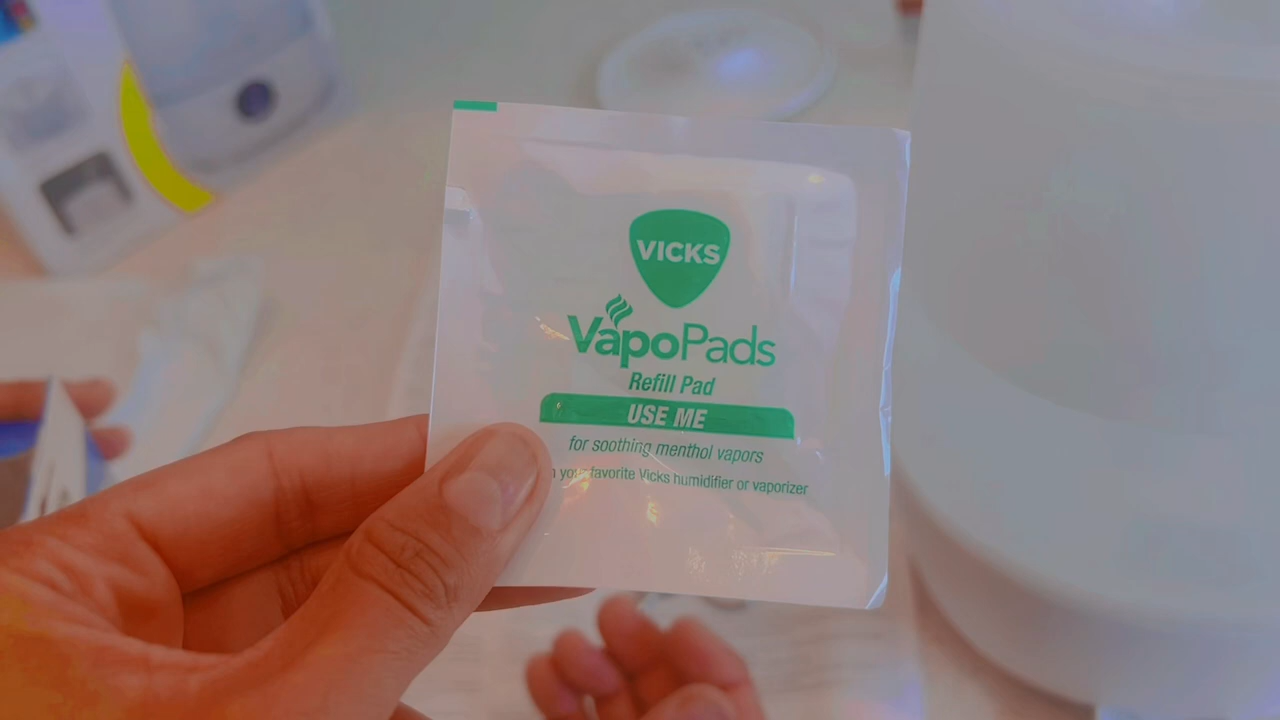 VICKS
VapoPads
Refill Pad
USE ME
for soothing menthol vapors
your favorite Vicks humidifier or vaporizer